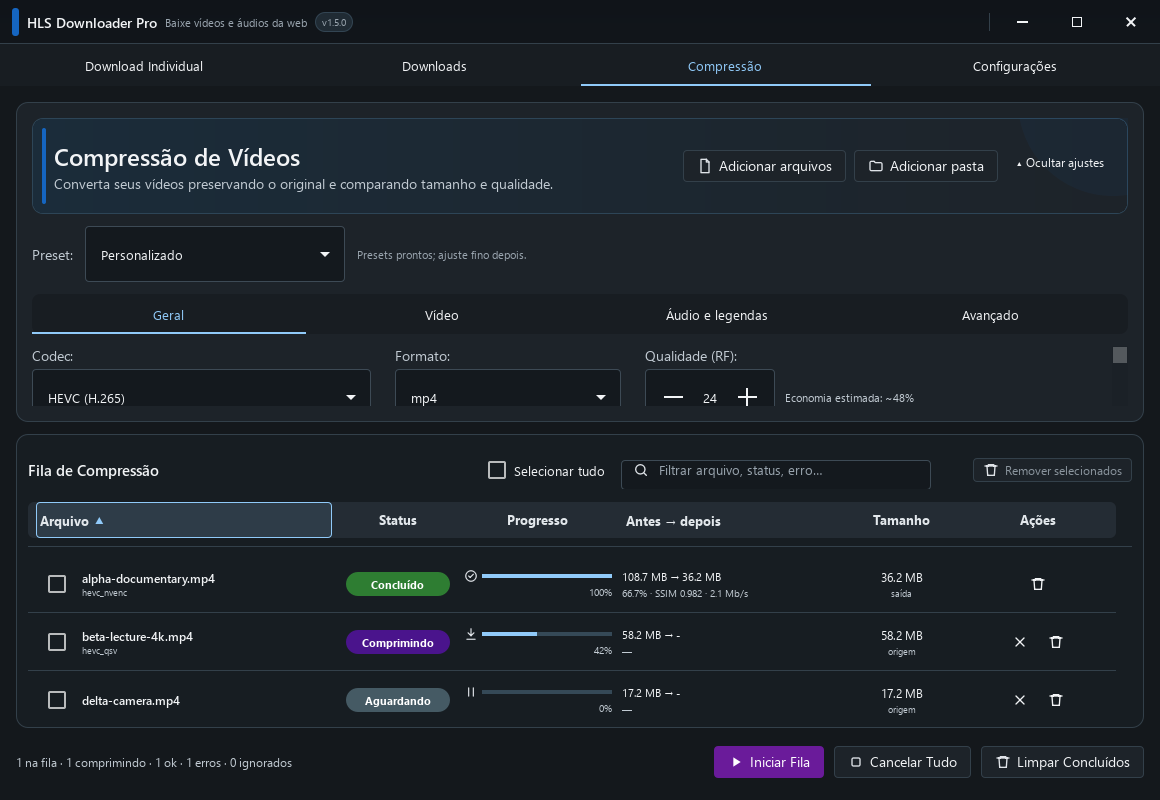 HLS Downloader Pro Baixe vídeos e áudios da web v1.5.0
Download Individual Downloads Compressão Configurações
Compressão de Vídeos
Converta seus vídeos preservando o original e comparando tamanho e qualidade.
Adicionar arquivos Adicionar pasta ▴ Ocultar ajustes
Preset: Personalizado Presets prontos; ajuste fino depois.
Geral Vídeo Áudio e legendas Avançado
Codec: Formato: Qualidade (RF):
HEVC (H.265) mp4 24 Economia estimada: ~48%
Fila de Compressão Selecionar tudo Filtrar arquivo, status, erro... Remover selecionados
Arquivo ▲ Status Progresso Antes → depois Tamanho Ações
alpha-documentary.mp4 Concluído 108.7 MB → 36.2 MB 36.2 MB
hevc_nvenc 100% 66.7% · SSIM 0.982 · 2.1 Mb/s saída
beta-lecture-4k.mp4 Comprimindo 58.2 MB → - 58.2 MB
hevc_qsv 42% — origem
delta-camera.mp4 Aguardando 17.2 MB → - 17.2 MB
0% — origem
1 na fila · 1 comprimindo · 1 ok · 1 erros · 0 ignorados Iniciar Fila Cancelar Tudo Limpar Concluídos